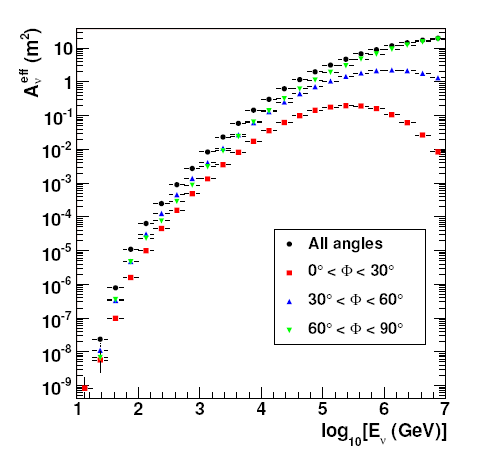 A_ν^eff (m²)
10
1
10⁻¹
10⁻²
10⁻³
10⁻⁴
10⁻⁵
10⁻⁶
10⁻⁷
10⁻⁸
10⁻⁹
All angles
0° < Φ < 30°
30° < Φ < 60°
60° < Φ < 90°
1 2 3 4 5 6 7
log₁₀[E_ν (GeV)]